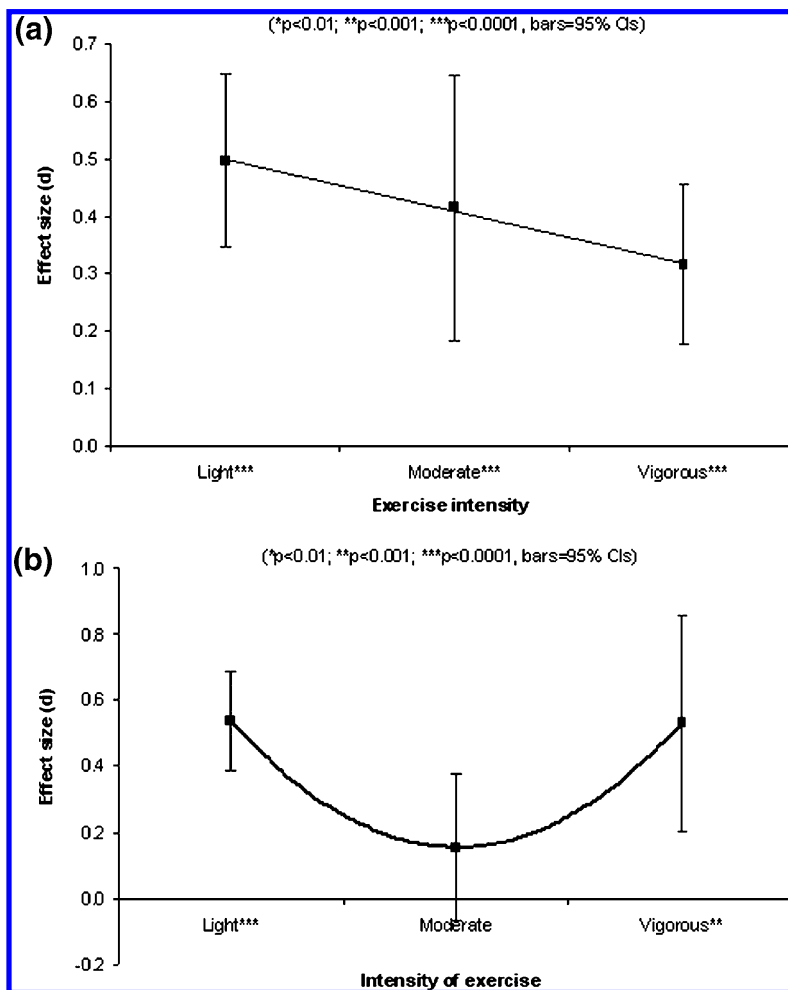 (a)
(*p<0.01; **p<0.001; ***p<0.0001, bars=95% CIs)
0.7
0.6
0.5
0.4
0.3
0.2
0.1
0.0
Effect size (d)
Light*** Moderate*** Vigorous***
Exercise intensity
(b)
(*p<0.01; **p<0.001; ***p<0.0001, bars=95% CIs)
1.0
0.8
0.6
0.4
0.2
0.0
-0.2
Effect size (d)
Light*** Moderate Vigorous**
Intensity of exercise